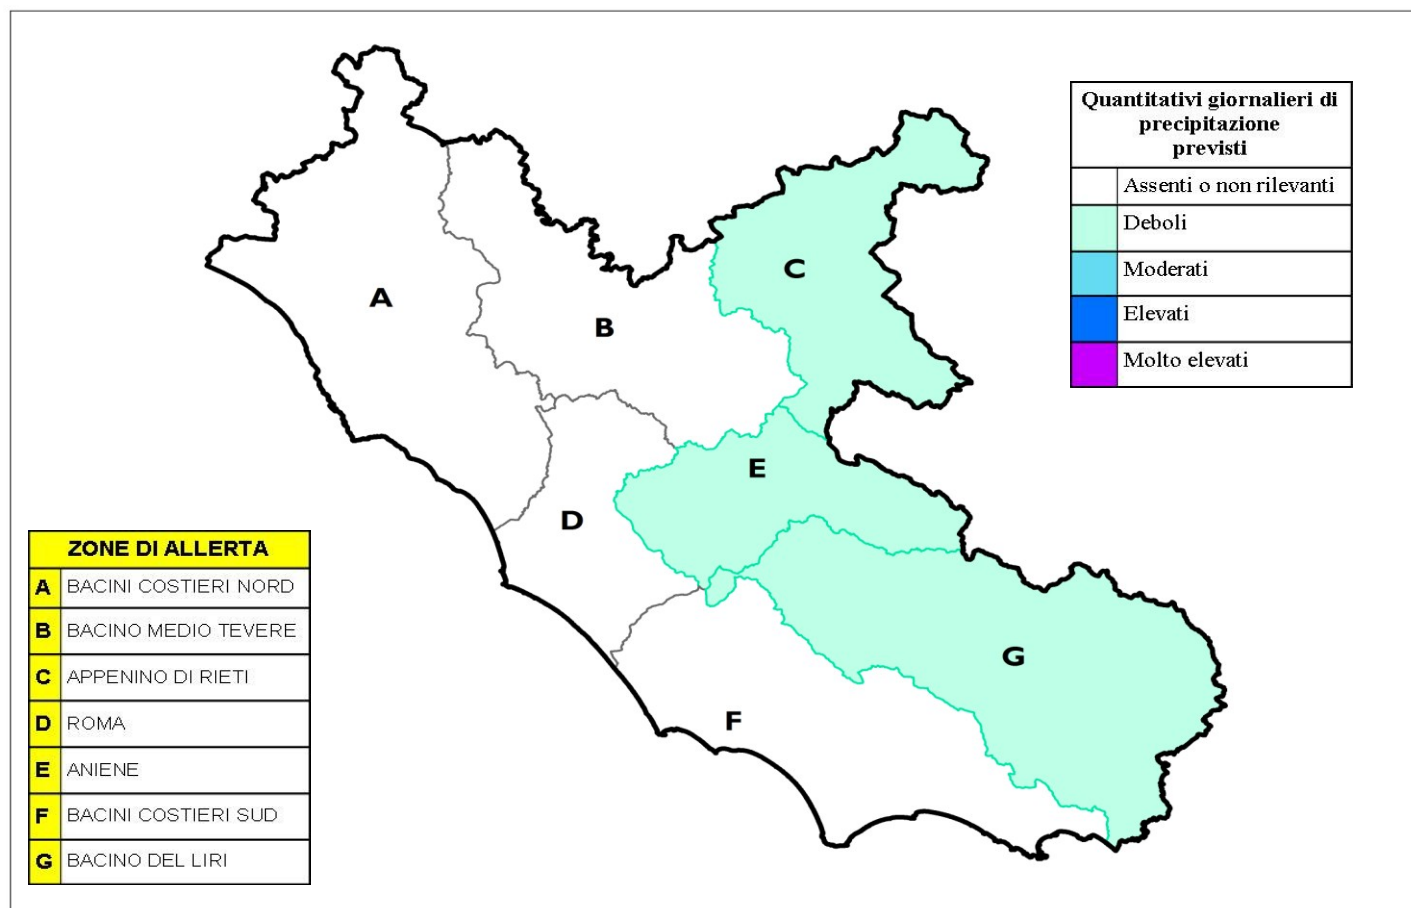 Quantitativi giornalieri di
precipitazione
previsti
Assenti o non rilevanti
Deboli
Moderati
Elevati
Molto elevati
A
B
C
D
E
F
G
ZONE DI ALLERTA
A BACINI COSTIERI NORD
B BACINO MEDIO TEVERE
C APPENINO DI RIETI
D ROMA
E ANIENE
F BACINI COSTIERI SUD
G BACINO DEL LIRI